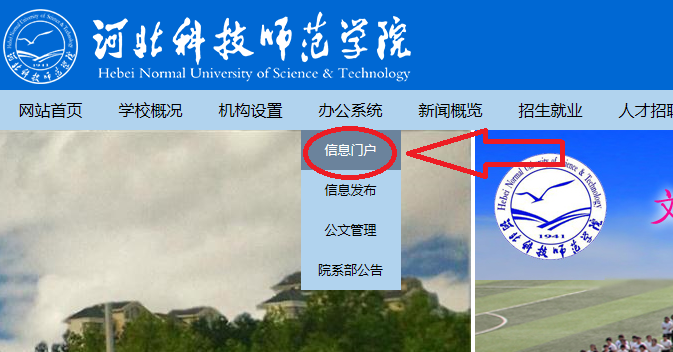 河北科技师范学院
Hebei Normal University of Science & Technology
网站首页 学校概况 机构设置 办公系统 新闻概览 招生就业 人才招聘
信息门户
信息发布
公文管理
院系部公告
Hebei Normal University of Science & Technology
1941
河北科技师范学院
文